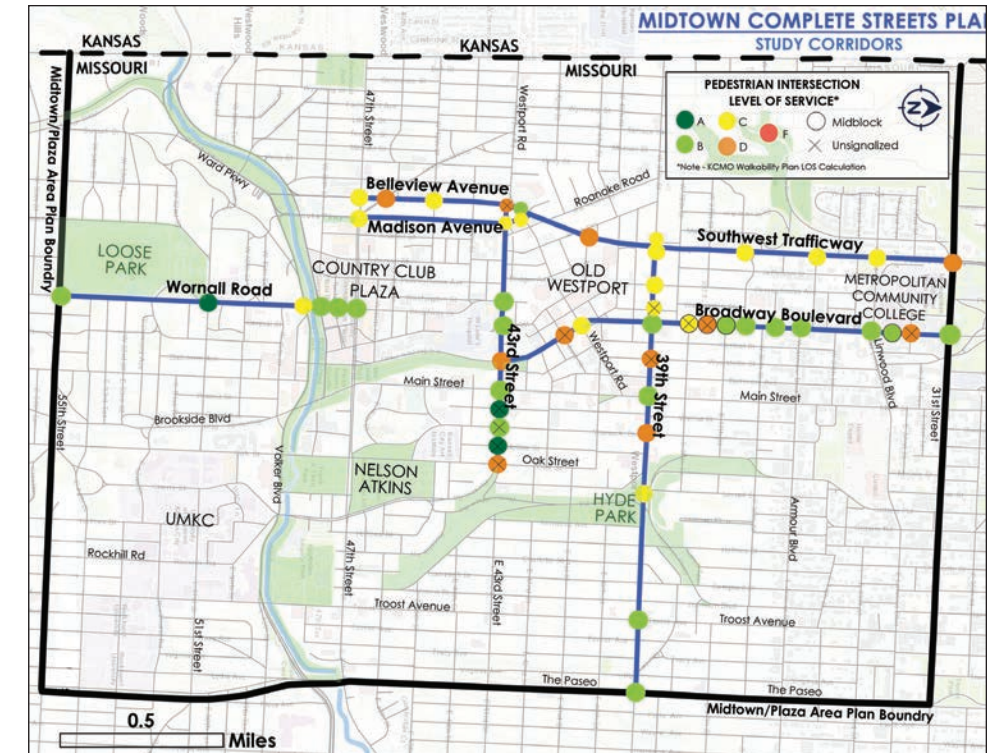 MIDTOWN COMPLETE STREETS PLA
STUDY CORRIDORS
KANSAS
KANSAS
MISSOURI
MISSOURI
PEDESTRIAN INTERSECTION
LEVEL OF SERVICE*
A
C
F
Midblock
B
D
Unsignalized
*Note - KCMO Walkability Plan LOS Calculation
N
Midtown/Plaza Area Plan Boundry
47th Street
Westport Rd
Ward Pkwy
Belleview Avenue
Roanoke Road
Madison Avenue
Southwest Trafficway
LOOSE
PARK
COUNTRY CLUB
PLAZA
OLD
WESTPORT
METROPOLITAN
COMMUNITY
COLLEGE
Wornall Road
Broadway Boulevard
43rd Street
Westport Rd
39th Street
Linwood Blvd
Main Street
Main Street
31st Street
55th Street
Brookside Blvd
Volker Blvd
Oak Street
NELSON
ATKINS
HYDE
PARK
UMKC
Armour Blvd
Rockhill Rd
47th Street
E 43rd Street
Troost Avenue
Troost Avenue
51st Street
The Paseo
The Paseo
Midtown/Plaza Area Plan Boundry
0.5
Miles